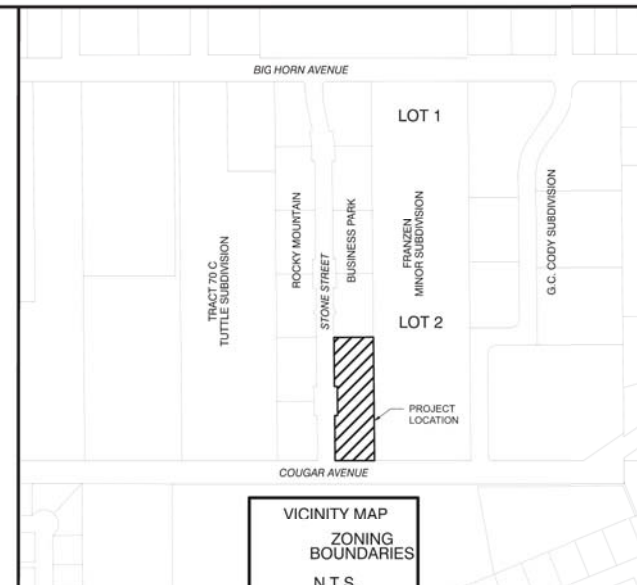 BIG HORN AVENUE
LOT 1
TRACT 70 C
TUTTLE SUBDIVISION
ROCKY MOUNTAIN
STONE STREET
BUSINESS PARK
FRANZEN
MINOR SUBDIVISION
G.C. CODY SUBDIVISION
LOT 2
PROJECT
LOCATION
COUGAR AVENUE
VICINITY MAP
ZONING
BOUNDARIES
N.T.S.